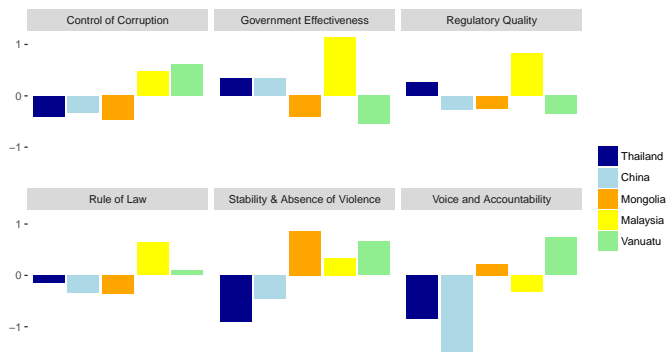 Control of Corruption
Government Effectiveness
Regulatory Quality
1
0
−1
Rule of Law
Stability & Absence of Violence
Voice and Accountability
1
0
−1
Thailand
China
Mongolia
Malaysia
Vanuatu